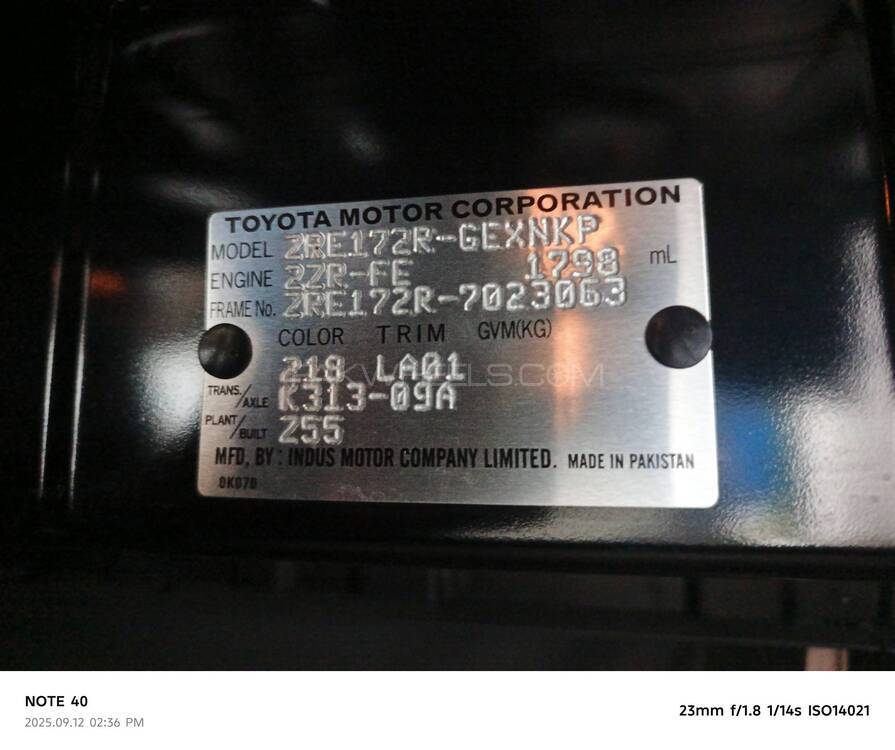 TOYOTA MOTOR CORPORATION
MODEL ZRE172R-GEXNKP
ENGINE 2ZR-FE 1798 mL
FRAME No. ZRE172R-7023063
COLOR TRIM GVM(KG)
218 LA01
TRANS./AXLE K313-09A
PLANT/BUILT Z55
MFD, BY : INDUS MOTOR COMPANY LIMITED. MADE IN PAKISTAN
0K070
NOTE 40
2025.09.12 02:36 PM
23mm f/1.8 1/14s ISO14021